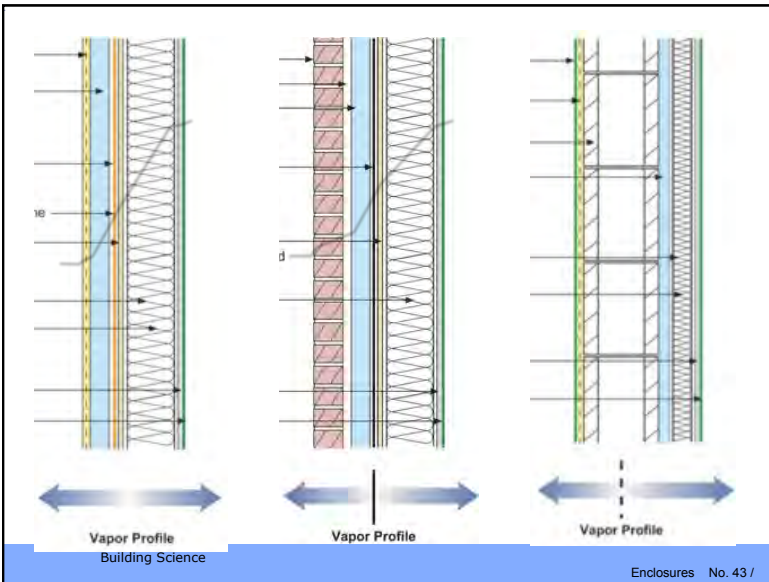 ne
d
Vapor Profile
Vapor Profile
Vapor Profile
Building Science
Enclosures No. 43 /